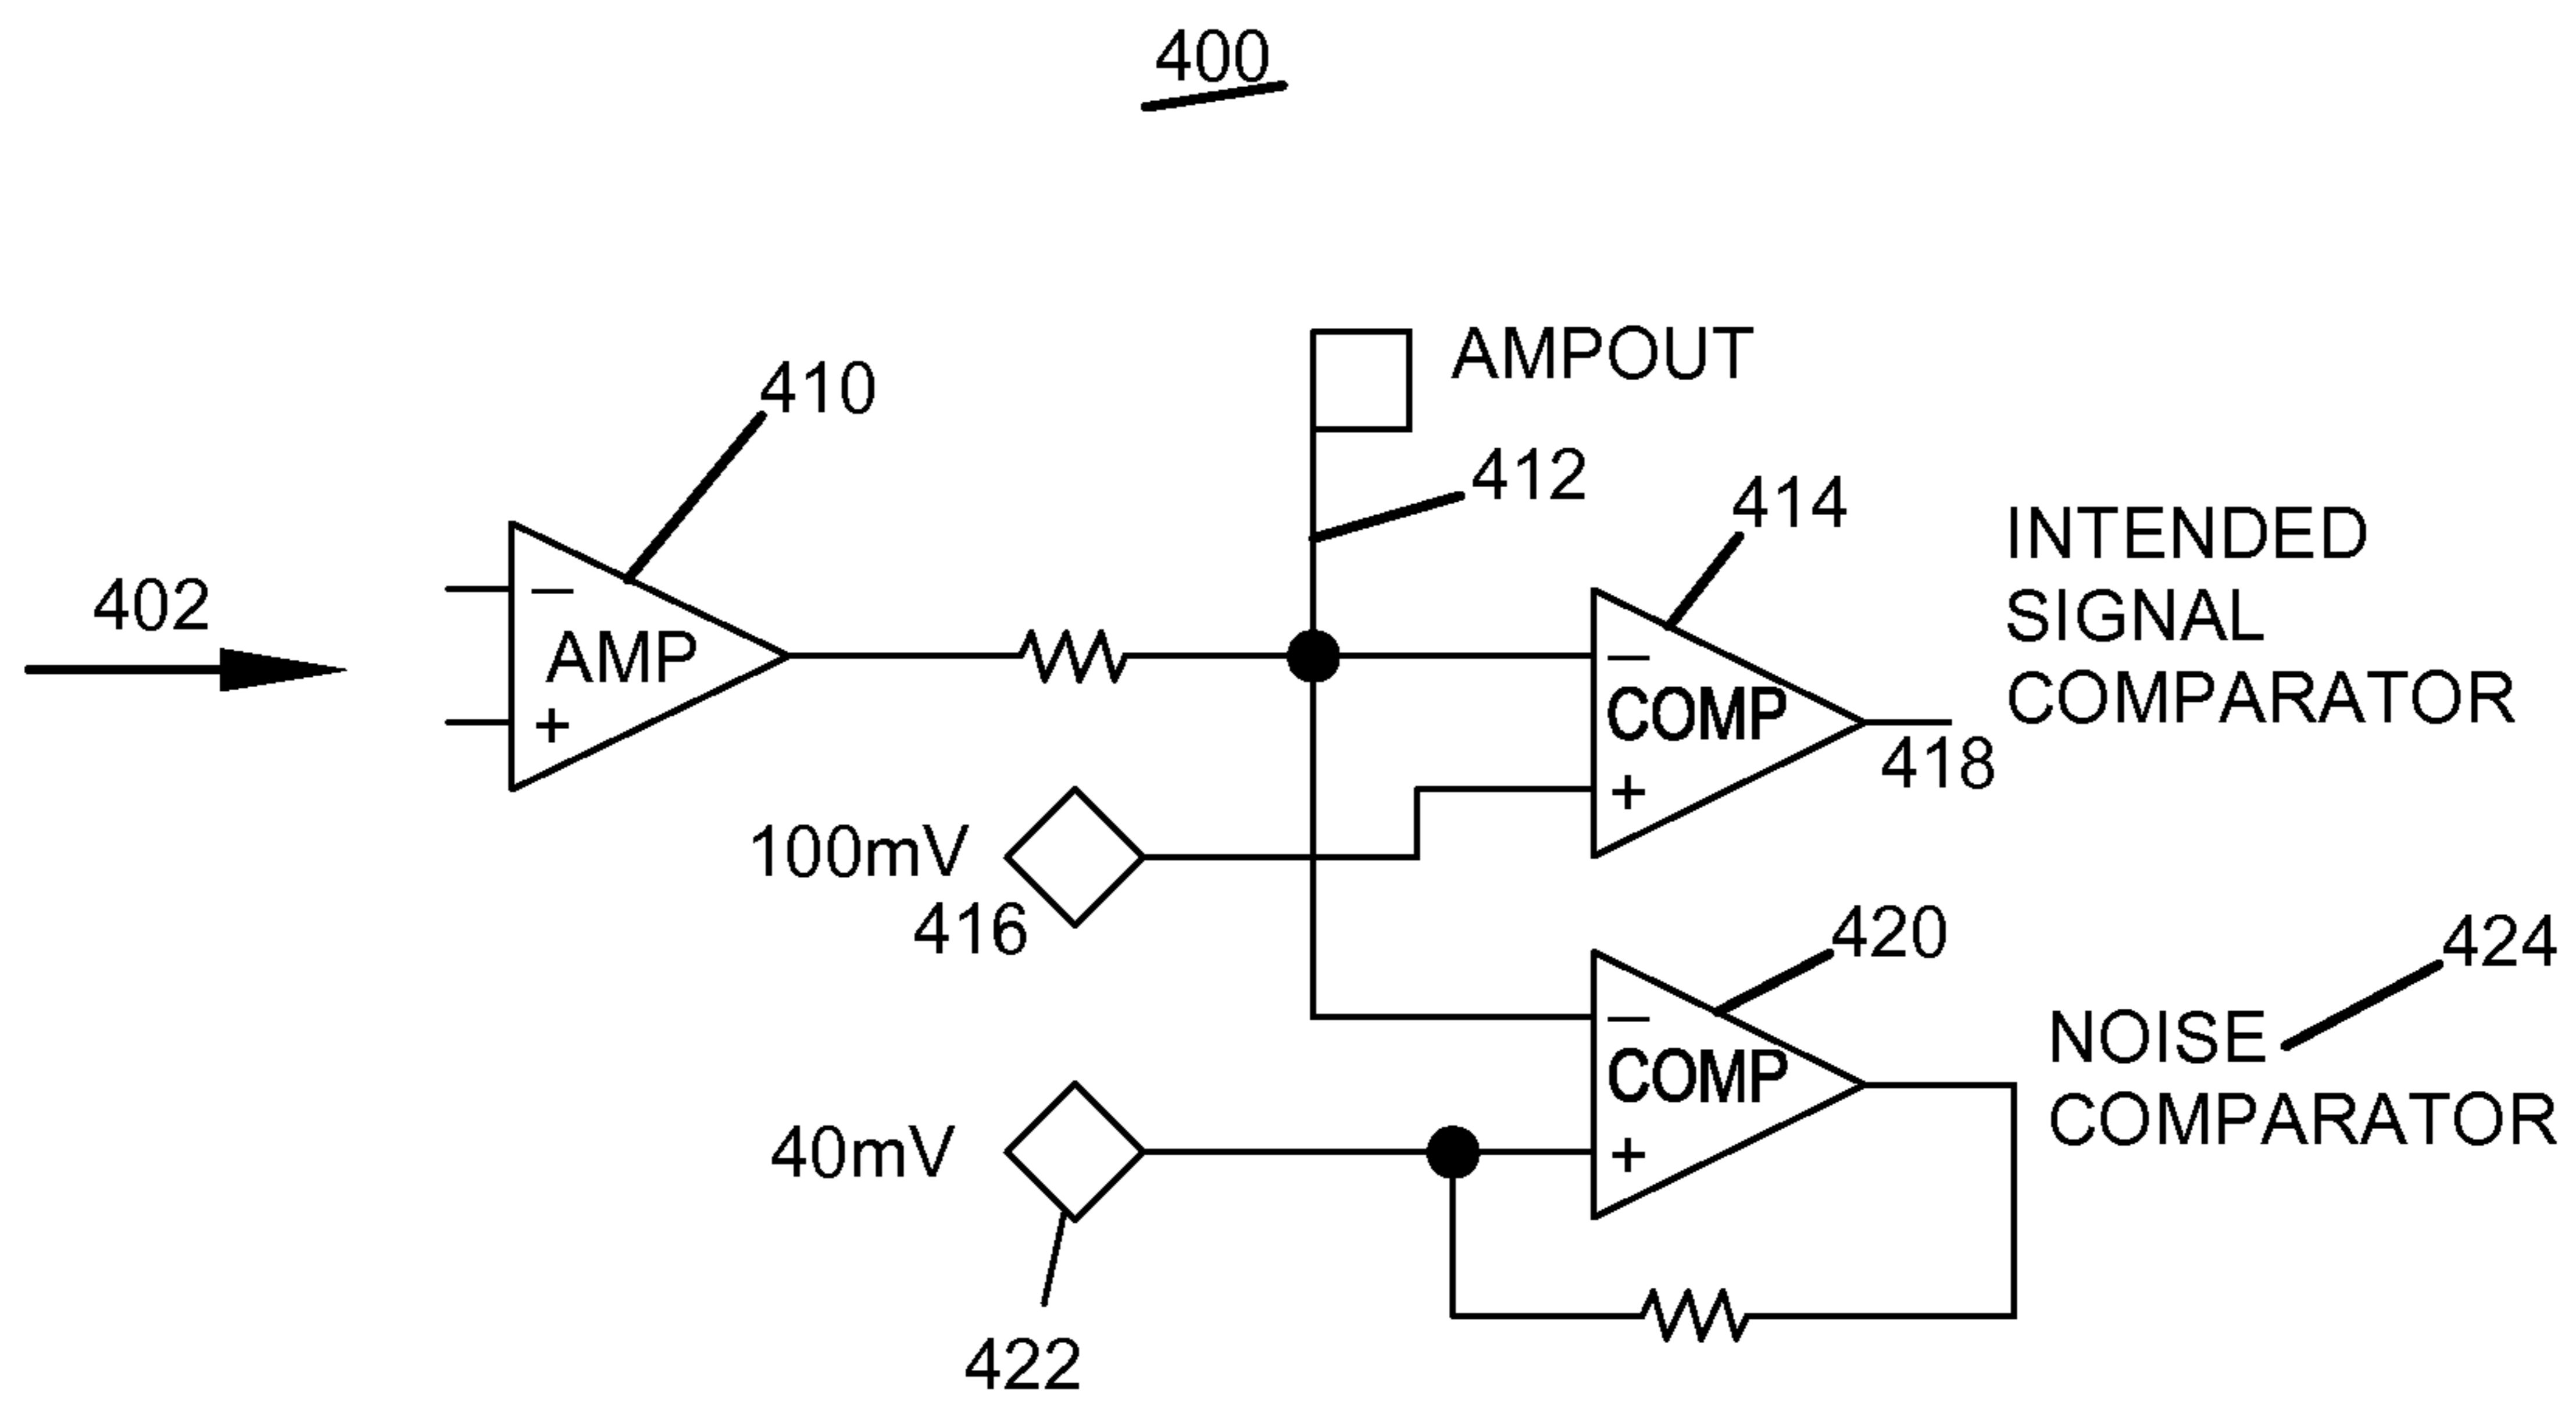 400
AMPOUT
410
412
414
INTENDED
SIGNAL
COMPARATOR
402
−
AMP
+
−
COMP
+
418
100mV
416
420
424
−
COMP
+
NOISE
COMPARATOR
40mV
422